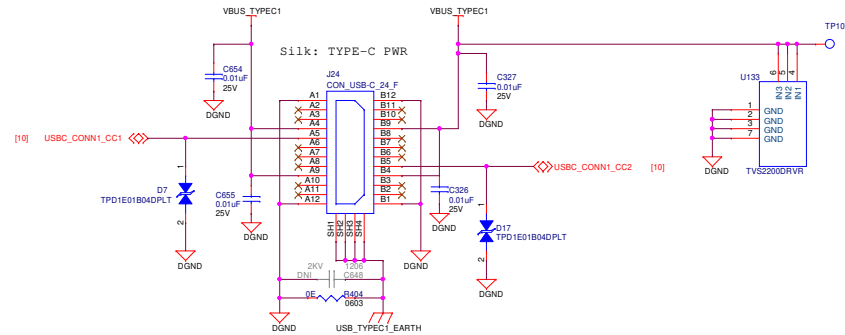 VBUS_TYPEC1
VBUS_TYPEC1
TP10
Silk: TYPE-C PWR
C654
0.01uF
25V
DGND
J24
CON_USB-C_24_F
C327
0.01uF
25V
DGND
U133
6
5
4
IN3
IN2
IN1
1
2
3
7
GND
GND
GND
GND
DGND
TVS2200DRVR
A1
A2
A3
A4
A5
A6
A7
A8
A9
A10
A11
A12
B12
B11
B10
B9
B8
B7
B6
B5
B4
B3
B2
B1
[10]
USBC_CONN1_CC1
USBC_CONN1_CC2
[10]
1
D7
TPD1E01B04DPLT
2
DGND
C655
0.01uF
25V
DGND
C326
0.01uF
25V
1
D17
TPD1E01B04DPLT
2
DGND
SH1
SH2
SH3
SH4
DGND
2KV
1206
DNI
C648
0E
R404
0603
DGND
USB_TYPEC1_EARTH